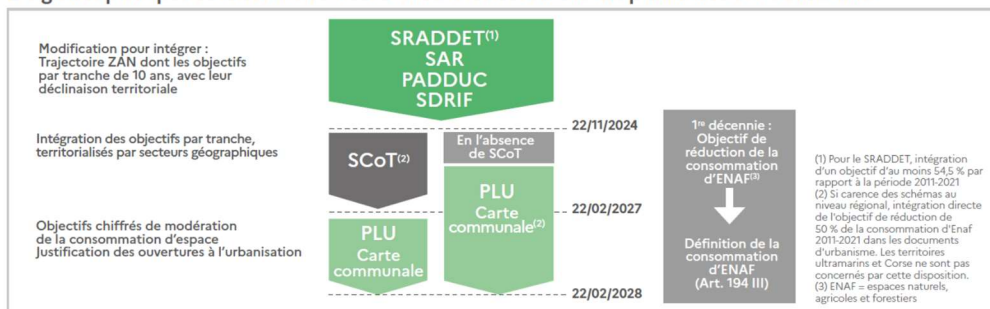 Modification pour intégrer :
Trajectoire ZAN dont les objectifs
par tranche de 10 ans, avec leur
déclinaison territoriale
SRADDET(1)
SAR
PADDUC
SDRIF
22/11/2024
Intégration des objectifs par tranche,
territorialisés par secteurs géographiques
SCoT(2)
En l'absence
de SCoT
PLU
Carte
communale(2)
22/02/2027
Objectifs chiffrés de modération
de la consommation d'espace
Justification des ouvertures à l'urbanisation
PLU
Carte
communale
22/02/2028
1re décennie :
Objectif de
réduction de la
consommation
d'ENAF(3)
Définition de la
consommation
d'ENAF
(Art. 194 III)
(1) Pour le SRADDET, intégration
d'un objectif d'au moins 54,5 % par
rapport à la période 2011-2021
(2) Si carence des schémas au
niveau régional, intégration directe
de l'objectif de réduction de
50 % de la consommation d'Enaf
2011-2021 dans les documents
d'urbanisme. Les territoires
ultramarins et Corse ne sont pas
concernés par cette disposition.
(3) ENAF = espaces naturels,
agricoles et forestiers